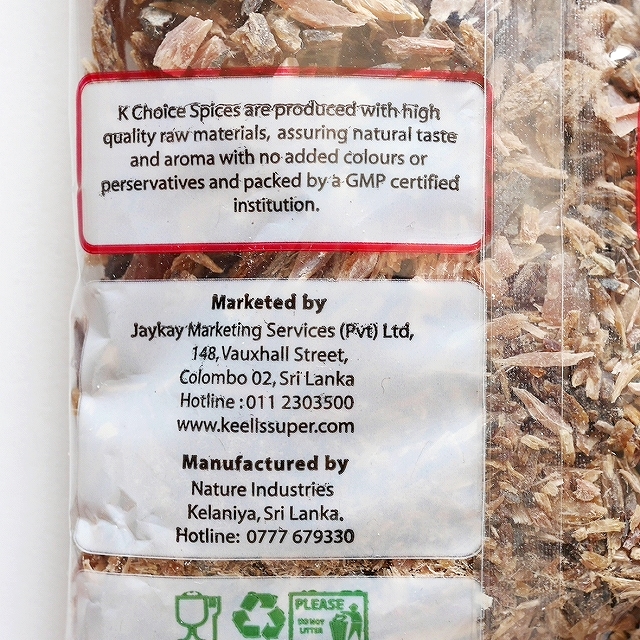 K Choice Spices are produced with high
quality raw materials, assuring natural taste
and aroma with no added colours or
perservatives and packed by a GMP certified
institution.
Marketed by
Jaykay Marketing Services (Pvt) Ltd,
148, Vauxhall Street,
Colombo 02, Sri Lanka
Hotline : 011 2303500
www.keellssuper.com
Manufactured by
Nature Industries
Kelaniya, Sri Lanka.
Hotline: 0777 679330
PLEASE
DO NOT
LITTER